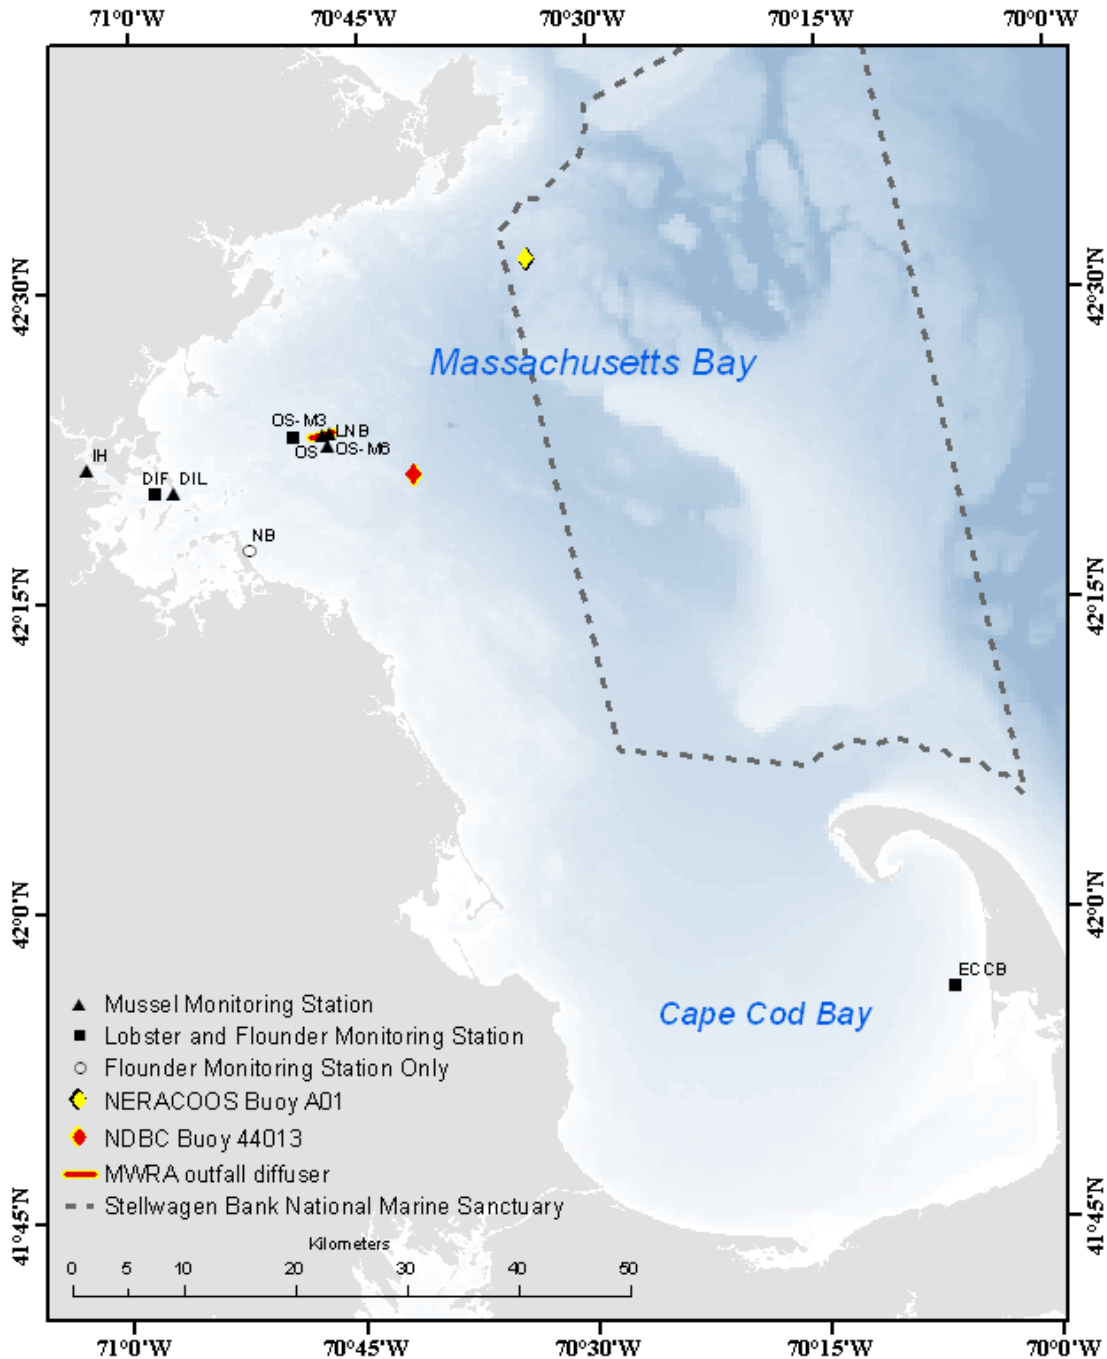 71°0'W 70°45'W 70°30'W 70°15'W 70°0'W
42°30'N 42°30'N
Massachusetts Bay
OS-M3 LNB
OS OS-M6
IH
DIF DIL
NB
42°15'N 42°15'N
42°0'N 42°0'N
ECCB
Cape Cod Bay
Mussel Monitoring Station
Lobster and Flounder Monitoring Station
Flounder Monitoring Station Only
NERACOOS Buoy A01
NDBC Buoy 44013
MWRA outfall diffuser
Stellwagen Bank National Marine Sanctuary
41°45'N 41°45'N
Kilometers
0 5 10 20 30 40 50
71°0'W 70°45'W 70°30'W 70°15'W 70°0'W